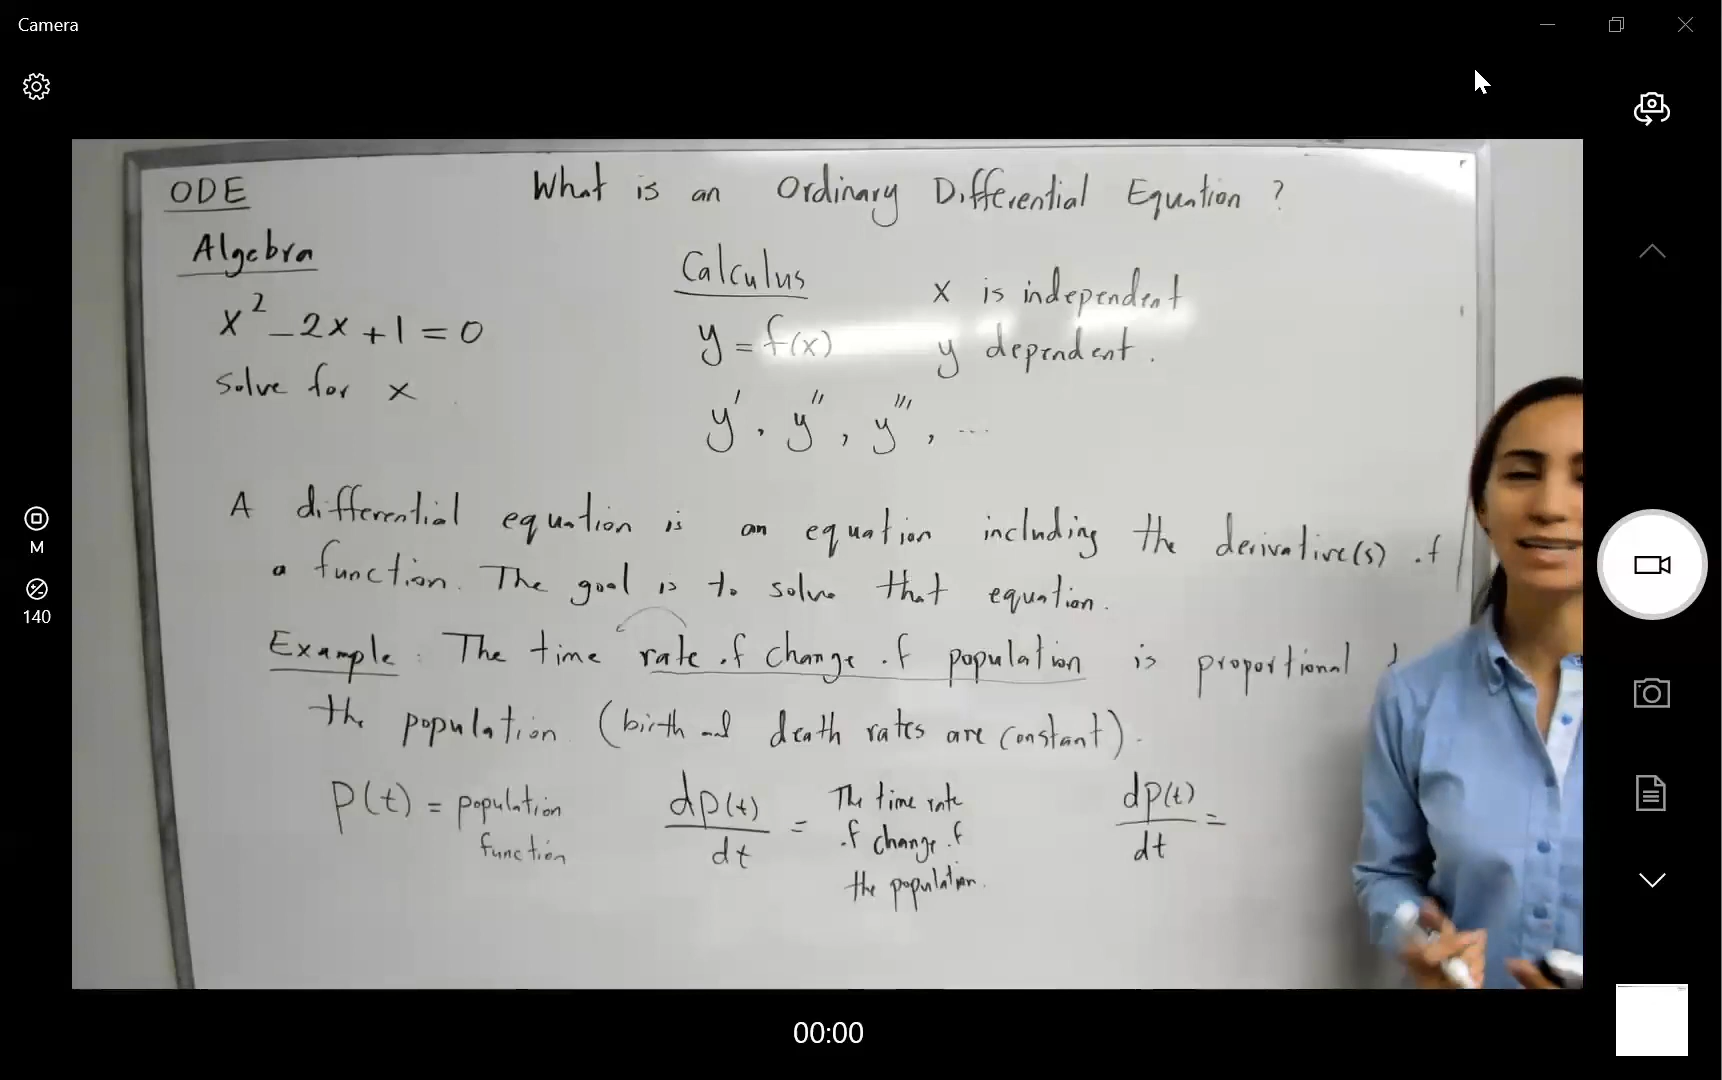 Camera
ODE
What is an Ordinary Differential Equation ?
Algebra
x² - 2x + 1 = 0
Solve for x
Calculus
y = f(x)
x is independent
y dependent.
y', y'', y''', ...
A differential equation is an equation including the derivative(s) of
a function. The goal is to solve that equation.
Example: The time rate of change of population is proportional
the population (birth and death rates are constant).
P(t) = population
function
dP(t)
dt
=
The time rate
of change of
the population.
dP(t)
dt
=
M
140
00:00